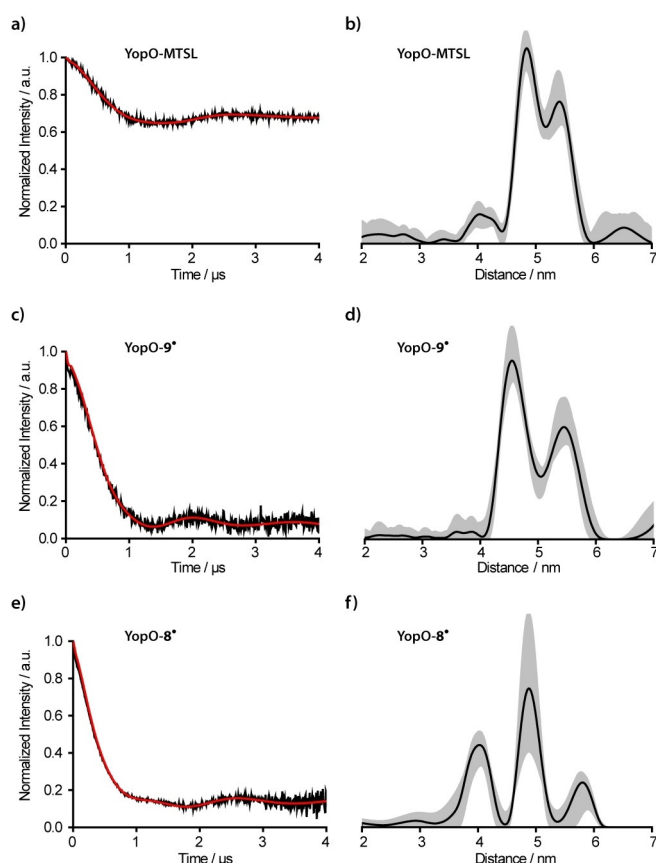 a)
YopO-MTSL
Normalized Intensity / a.u.
1.0
0.8
0.6
0.4
0.2
0.0
0 1 2 3 4
Time / µs
b)
YopO-MTSL
2 3 4 5 6 7
Distance / nm
c)
YopO-9•
Normalized Intensity / a.u.
1.0
0.8
0.6
0.4
0.2
0.0
0 1 2 3 4
Time / µs
d)
YopO-9•
2 3 4 5 6 7
Distance / nm
e)
YopO-8•
Normalized Intensity / a.u.
1.0
0.8
0.6
0.4
0.2
0.0
0 1 2 3 4
Time / µs
f)
YopO-8•
2 3 4 5 6 7
Distance / nm